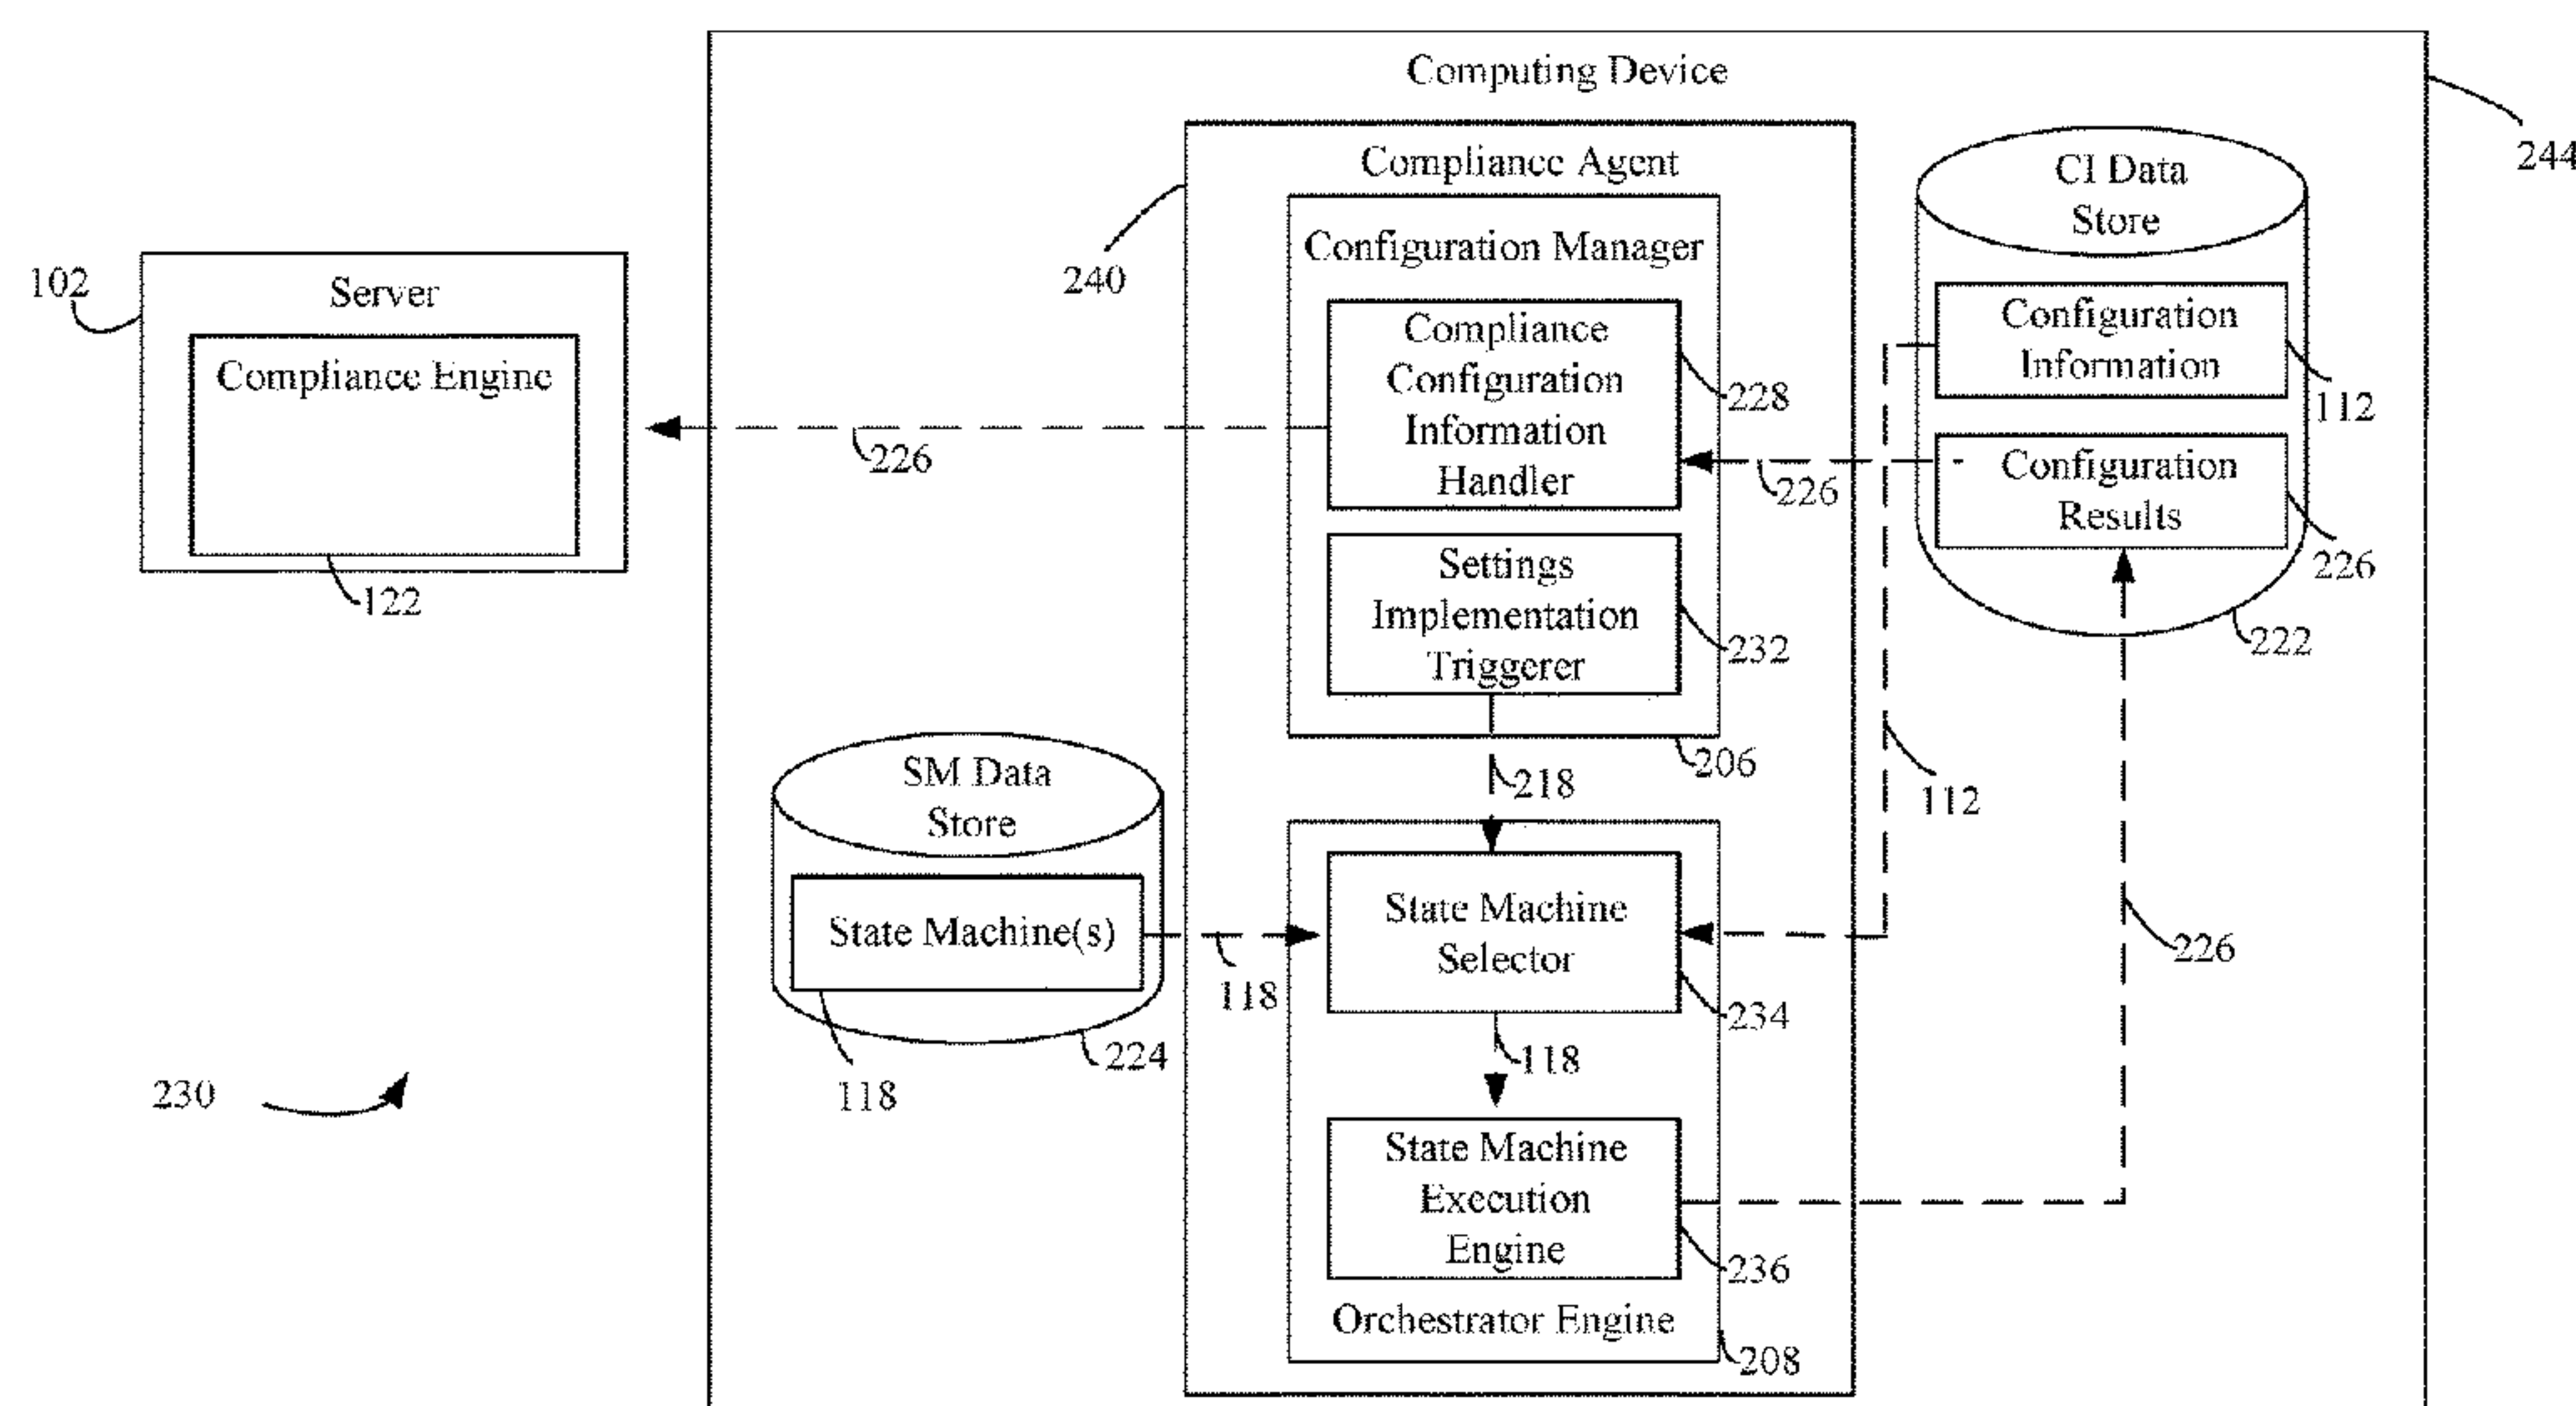 Computing Device
244
Compliance Agent
240
Configuration Manager
Compliance
Configuration
Information
Handler
228
Settings
Implementation
Triggerer
232
206
218
CI Data
Store
Configuration
Information
112
Configuration
Results
226
222
226
226
102
Server
Compliance Engine
122
SM Data
Store
State Machine(s)
118
224
118
State Machine
Selector
234
118
State Machine
Execution
Engine
236
Orchestrator Engine
208
112
226
230